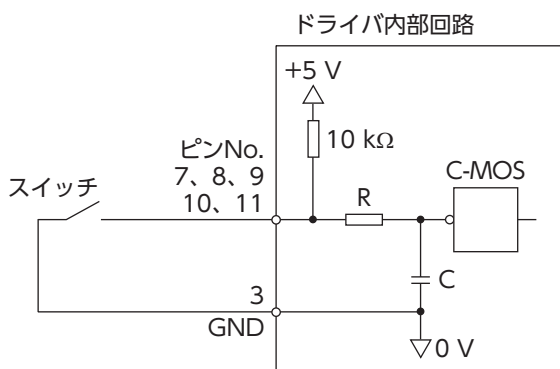 ドライバ内部回路
+5 V
10 kΩ
ピンNo.
7、8、9
10、11
スイッチ
R
C-MOS
C
3
GND
0 V